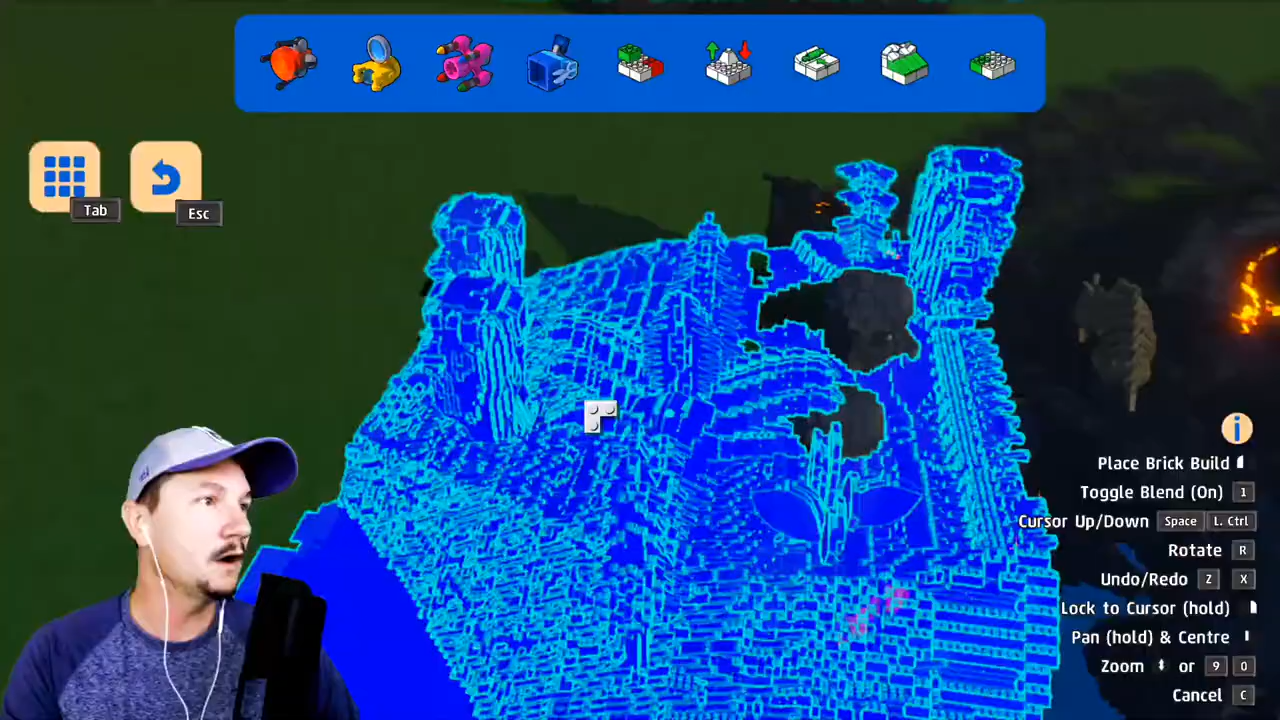 Tab
Esc
Place Brick Build
Toggle Blend (On) 1
Cursor Up/Down Space L. Ctrl
Rotate R
Undo/Redo Z X
Lock to Cursor (hold)
Pan (hold) & Centre
Zoom or 9 0
Cancel C